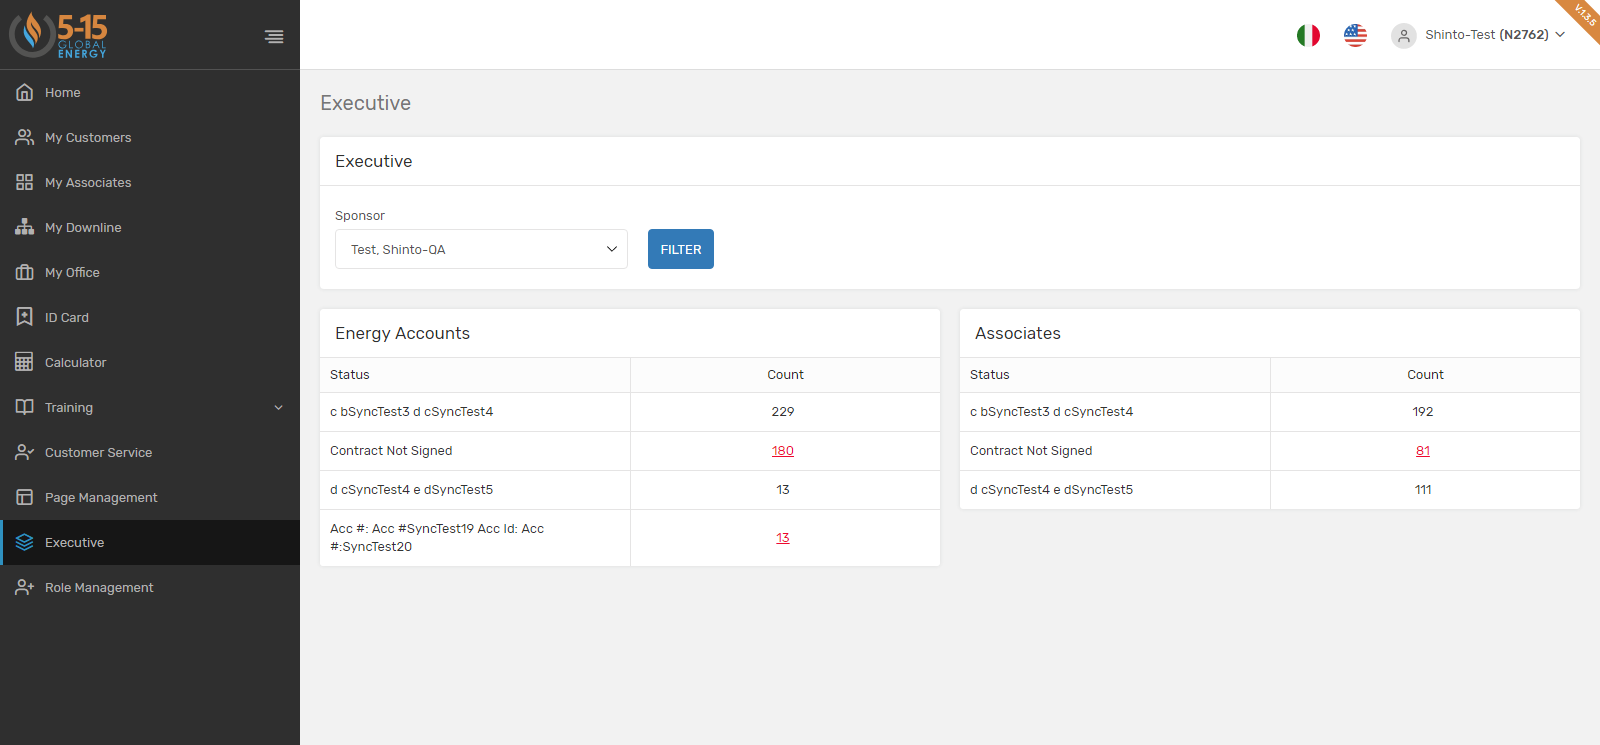 5-15
GLOBAL
ENERGY
Home
My Customers
My Associates
My Downline
My Office
ID Card
Calculator
Training
Customer Service
Page Management
Executive
Role Management
Shinto-Test (N2762)
V.1.3.5
Executive
Executive
Sponsor
Test, Shinto-QA
FILTER
Energy Accounts
Status Count
c bSyncTest3 d cSyncTest4 229
Contract Not Signed 180
d cSyncTest4 e dSyncTest5 13
Acc #: Acc #SyncTest19 Acc Id: Acc
#:SyncTest20 13
Associates
Status Count
c bSyncTest3 d cSyncTest4 192
Contract Not Signed 81
d cSyncTest4 e dSyncTest5 111